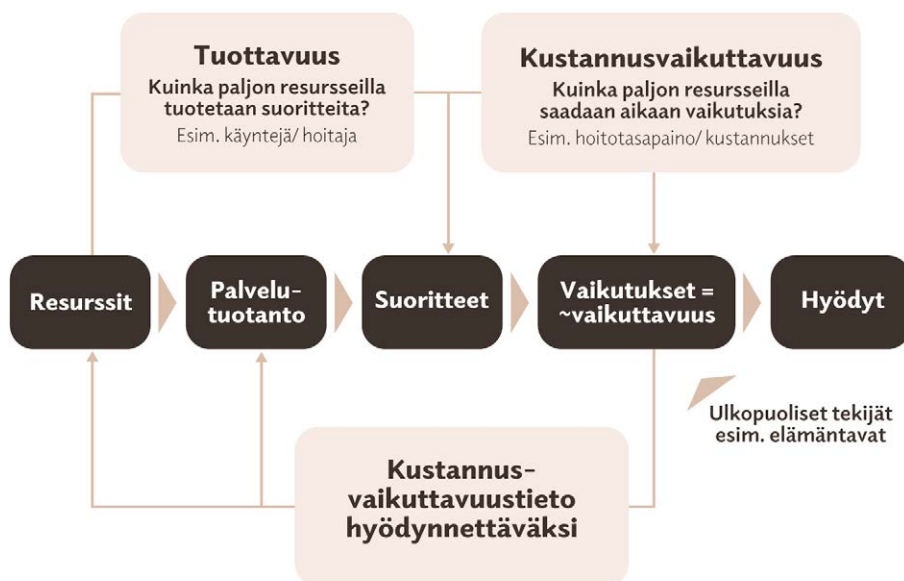 Tuottavuus
Kuinka paljon resursseilla
tuotetaan suoritteita?
Esim. käyntejä/ hoitaja
Kustannusvaikuttavuus
Kuinka paljon resursseilla
saadaan aikaan vaikutuksia?
Esim. hoitotasapaino/ kustannukset
Resurssit
Palvelu-
tuotanto
Suoritteet
Vaikutukset =
~vaikuttavuus
Hyödyt
Ulkopuoliset tekijät
esim. elämäntavat
Kustannus-
vaikuttavuustieto
hyödynnettäväksi